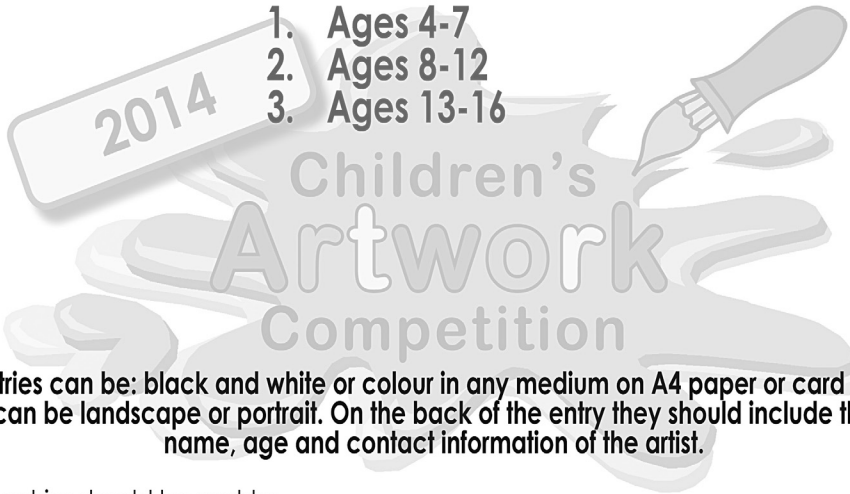 1. Ages 4-7
2. Ages 8-12
3. Ages 13-16
2014
Children's
Artwork
Competition
tries can be: black and white or colour in any medium on A4 paper or card
can be landscape or portrait. On the back of the entry they should include th
name, age and contact information of the artist.